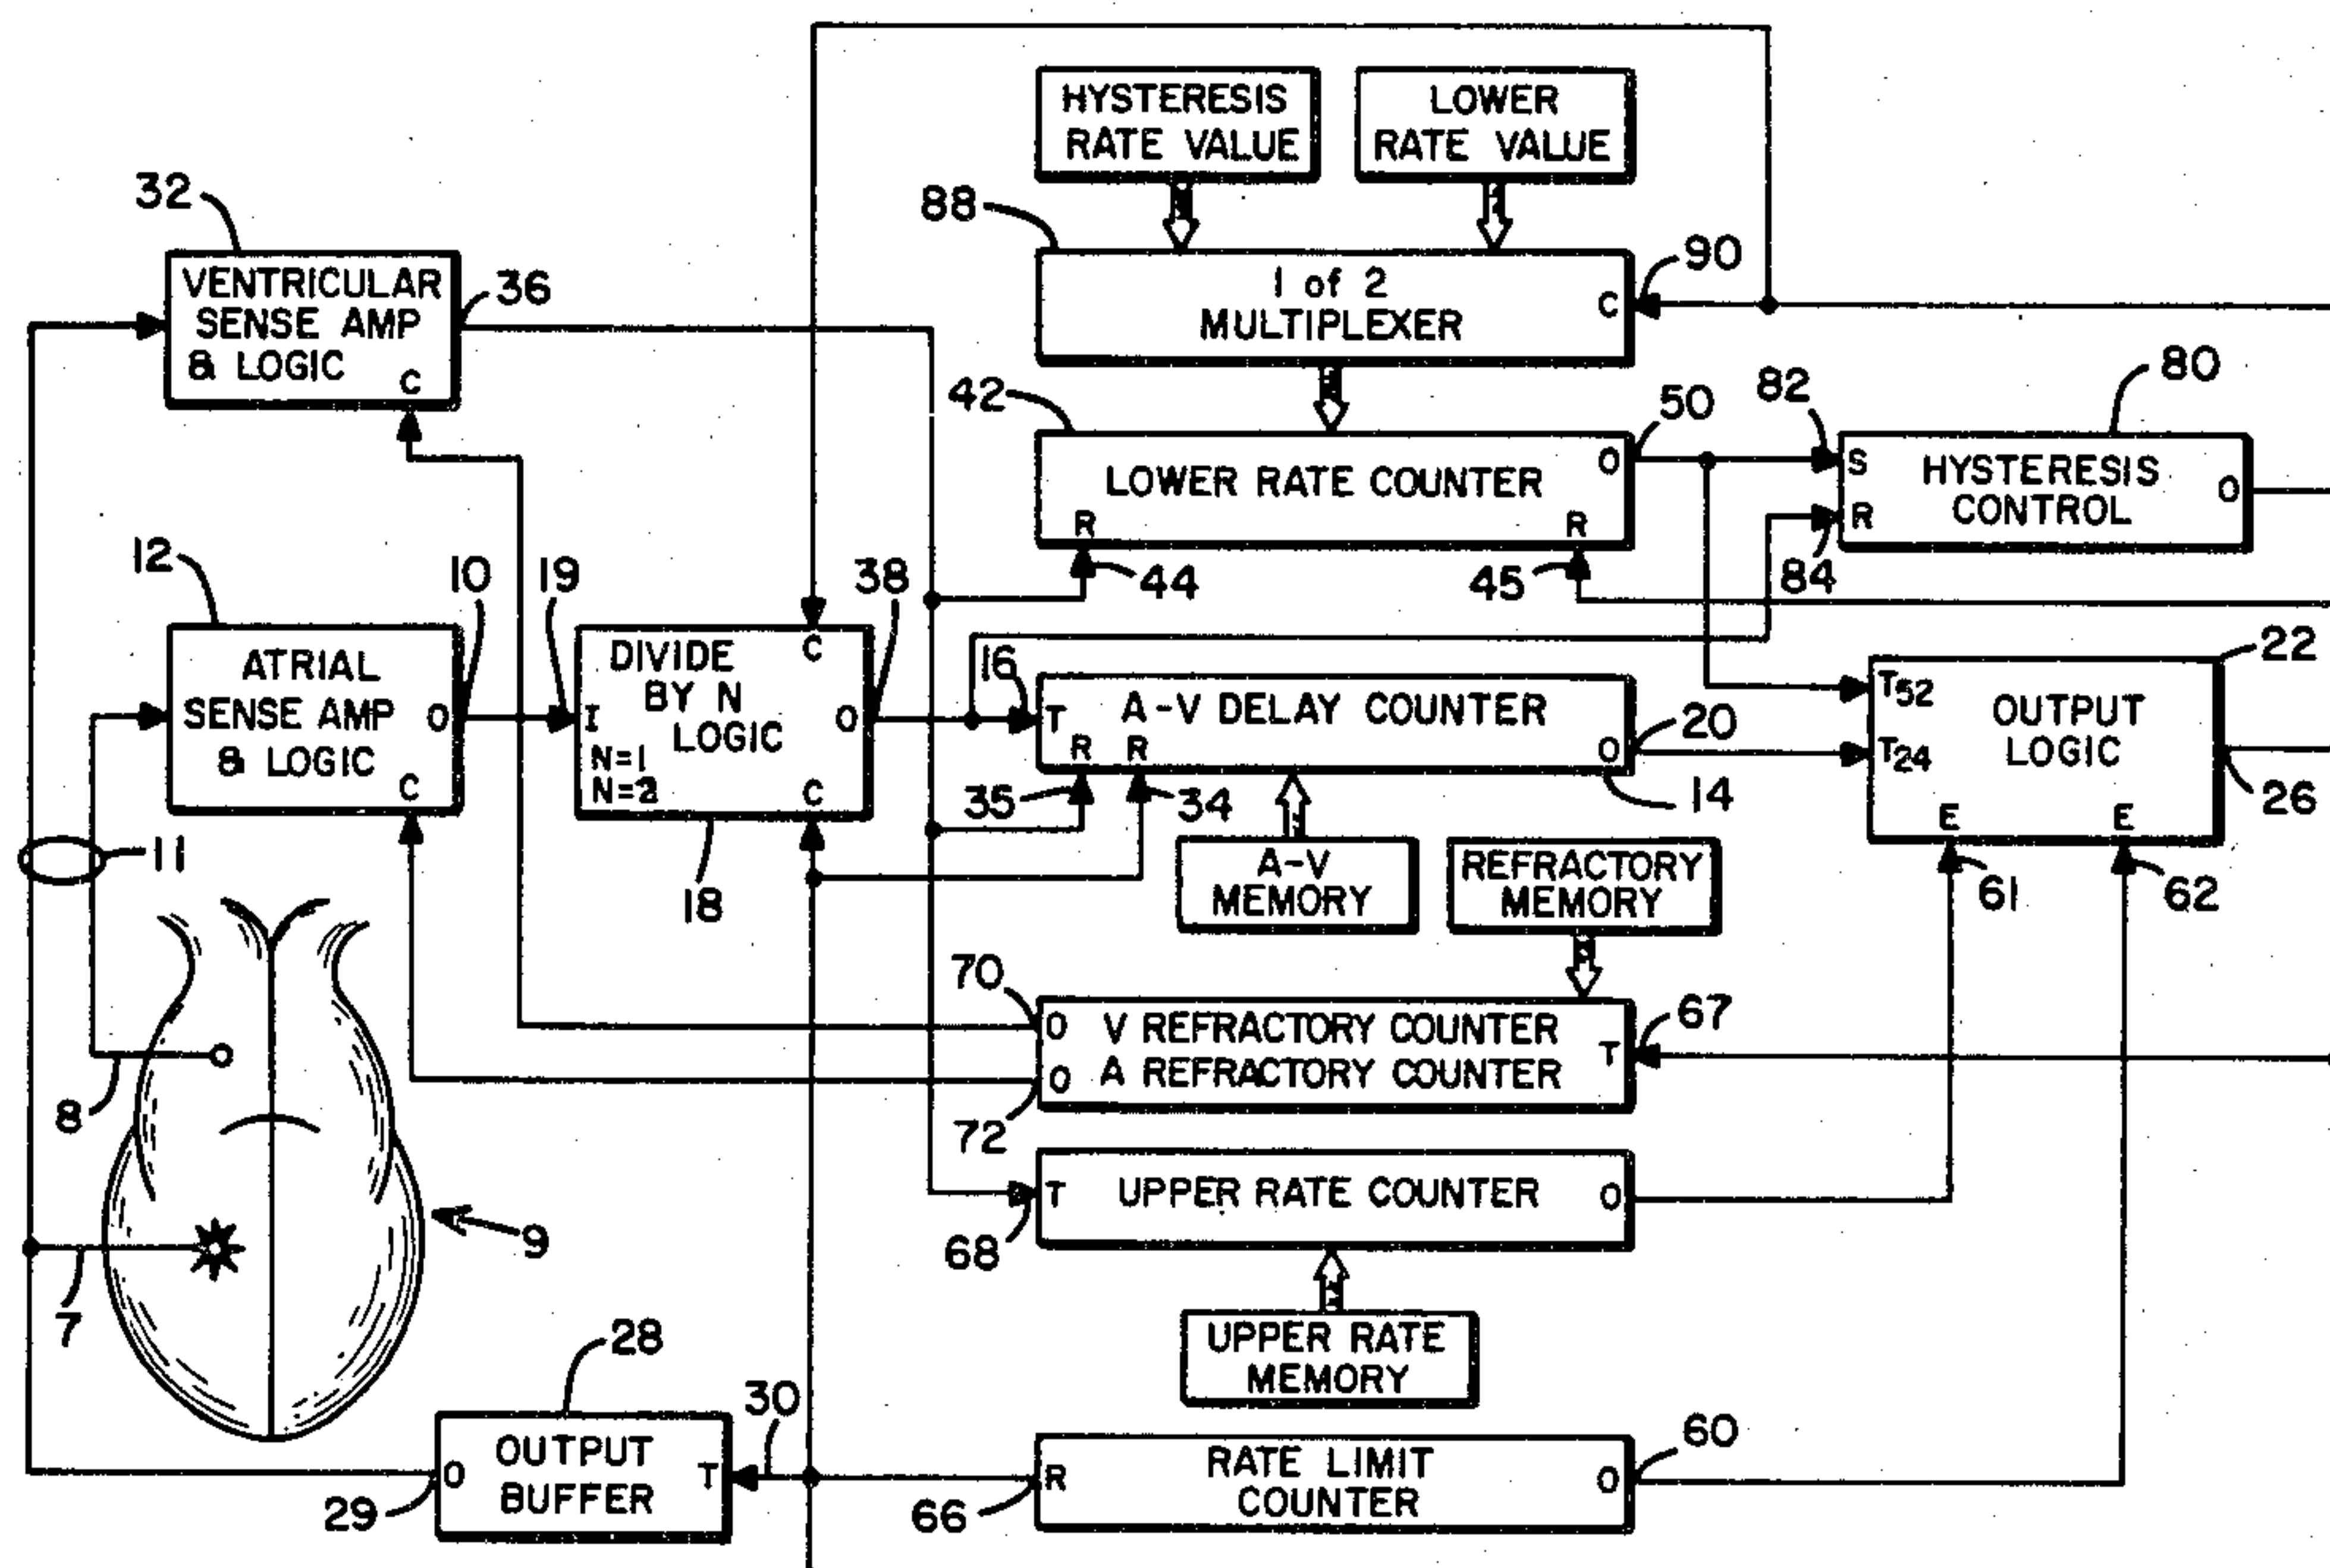 HYSTERESIS
RATE VALUE
LOWER
RATE VALUE
32
88
90
VENTRICULAR
SENSE AMP
& LOGIC
C
36
1 of 2
MULTIPLEXER
C
42
50
82
80
LOWER RATE COUNTER
O
R
R
S
R
HYSTERESIS
CONTROL
O
44
45
84
12
10
19
38
ATRIAL
SENSE AMP
& LOGIC
O
C
I
DIVIDE
BY N
LOGIC
N=1
N=2
C
O
C
18
16
T
A-V DELAY COUNTER
R
R
O
20
14
35
34
22
T52
T24
OUTPUT
LOGIC
E
E
26
61
62
11
A-V
MEMORY
REFRACTORY
MEMORY
70
O
V REFRACTORY COUNTER
O
A REFRACTORY COUNTER
T
67
72
8
T
UPPER RATE COUNTER
O
68
9
7
UPPER RATE
MEMORY
28
30
OUTPUT
BUFFER
O
T
29
R
RATE LIMIT
COUNTER
O
60
66